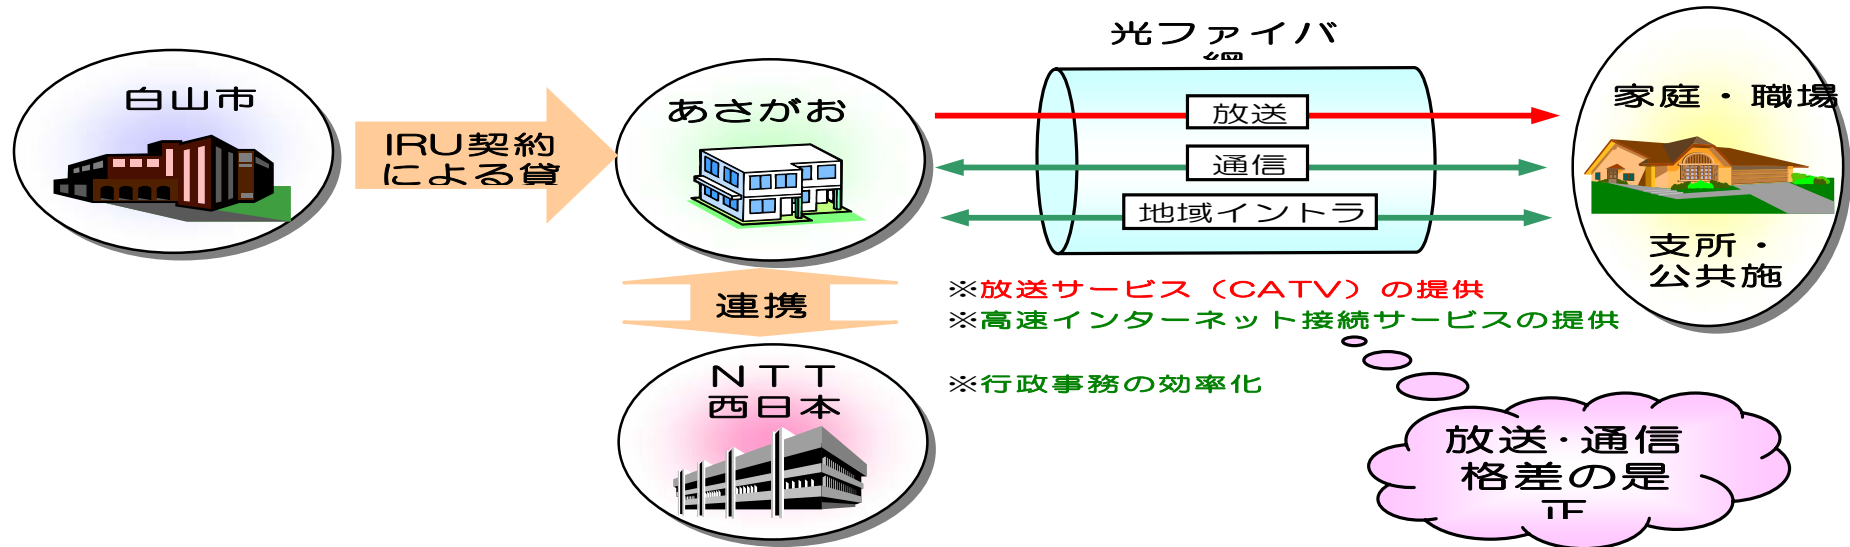 白山市
IRU契約
による貸
あさがお
光ファイバ
網
放送
通信
地域イントラ
家庭・職場
支所・
公共施
連携
NTT
西日本
※放送サービス（CATV）の提供
※高速インターネット接続サービスの提供
※行政事務の効率化
放送・通信
格差の是
正